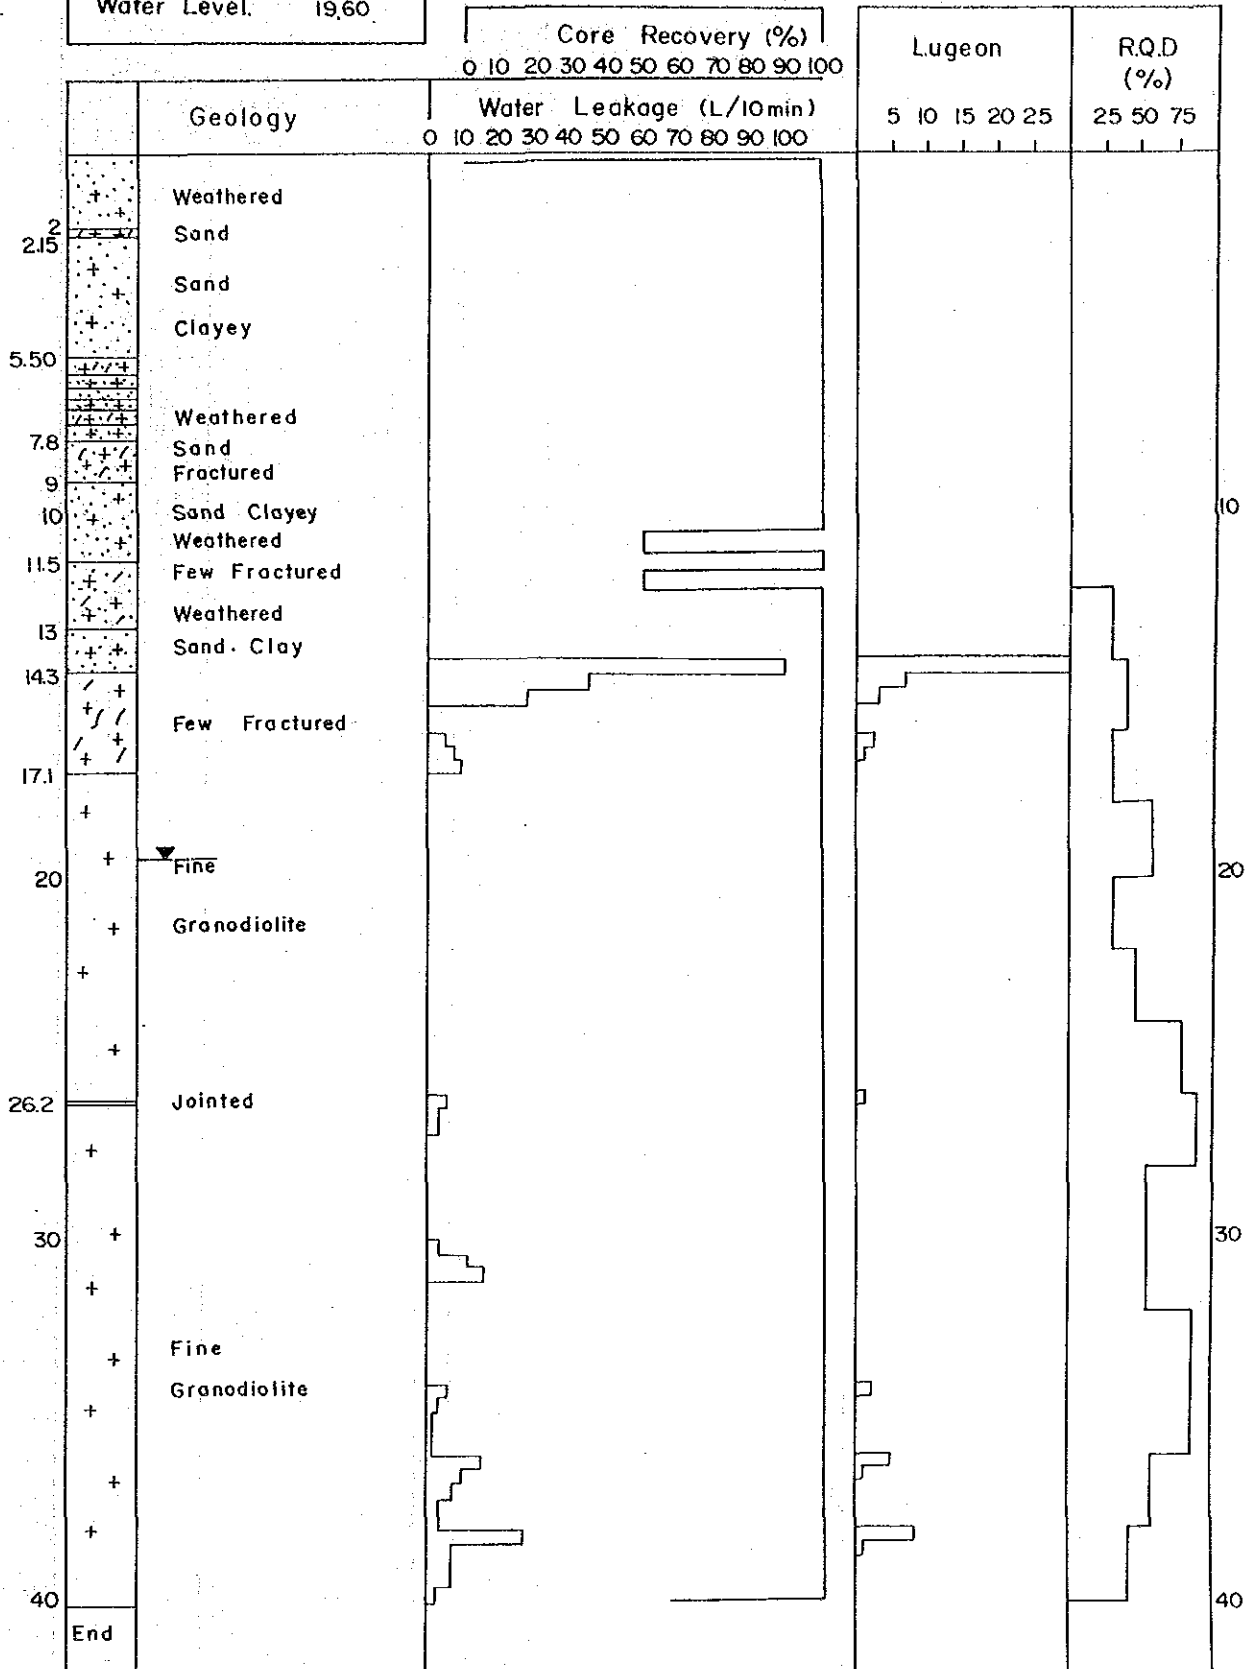 Water Level. 19.60
Core Recovery (%)
0 10 20 30 40 50 60 70 80 90 100
Lugeon
R.Q.D
(%)
Geology
Water Leakage (L/10min)
0 10 20 30 40 50 60 70 80 90 100
5 10 15 20 25
25 50 75
Weathered
2
2.15
Sand
Sand
Clayey
5.50
Weathered
7.8
Sand
Fractured
9
10
Sand Clayey
10
Weathered
11.5
Few Fractured
Weathered
13
Sand. Clay
14.3
Few Fractured
17.1
Fine
20
20
Granodiolite
26.2
Jointed
30
30
Fine
Granodiolite
40
40
End